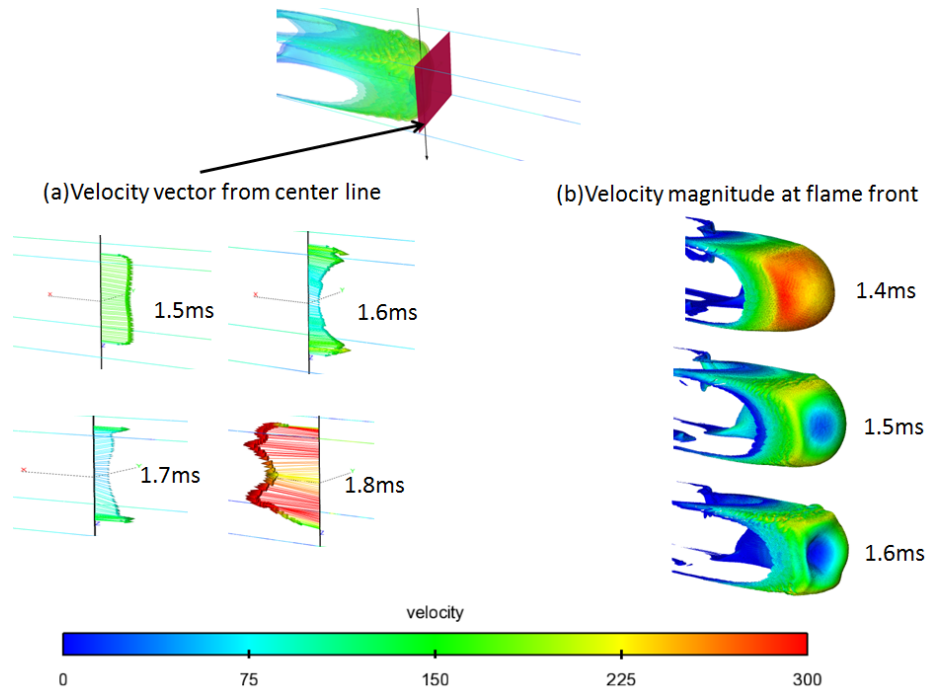 (a)Velocity vector from center line
(b)Velocity magnitude at flame front
X
Y
Z
1.5ms
X
Y
Z
1.6ms
X
Y
Z
1.7ms
X
Y
Z
1.8ms
1.4ms
1.5ms
1.6ms
velocity
0 75 150 225 300